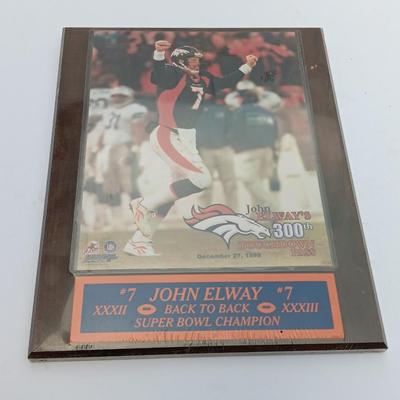 7
John
ELWAY'S
300th
TOUCHDOWN
PASS
December 27, 1998
#7 JOHN ELWAY #7
XXXII BACK TO BACK XXXIII
SUPER BOWL CHAMPION